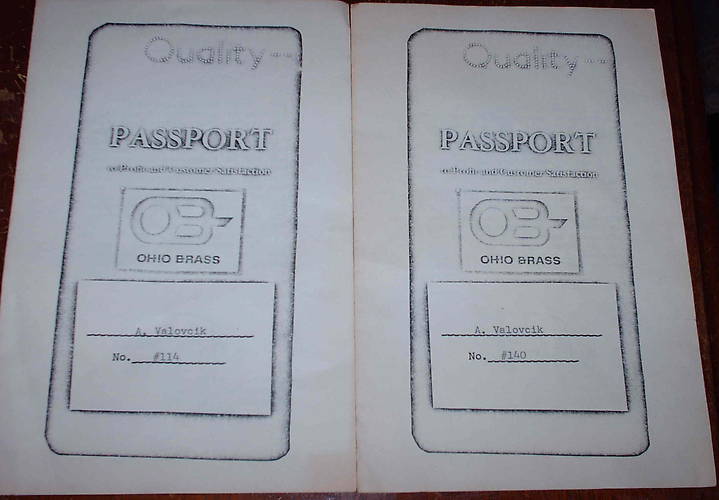 Quality--
PASSPORT
to Profit and Customer Satisfaction
OB
OHIO BRASS
A. Valovcik
No. #114
Quality--
PASSPORT
to Profit and Customer Satisfaction
OB
OHIO BRASS
A. Valovcik
No. #140